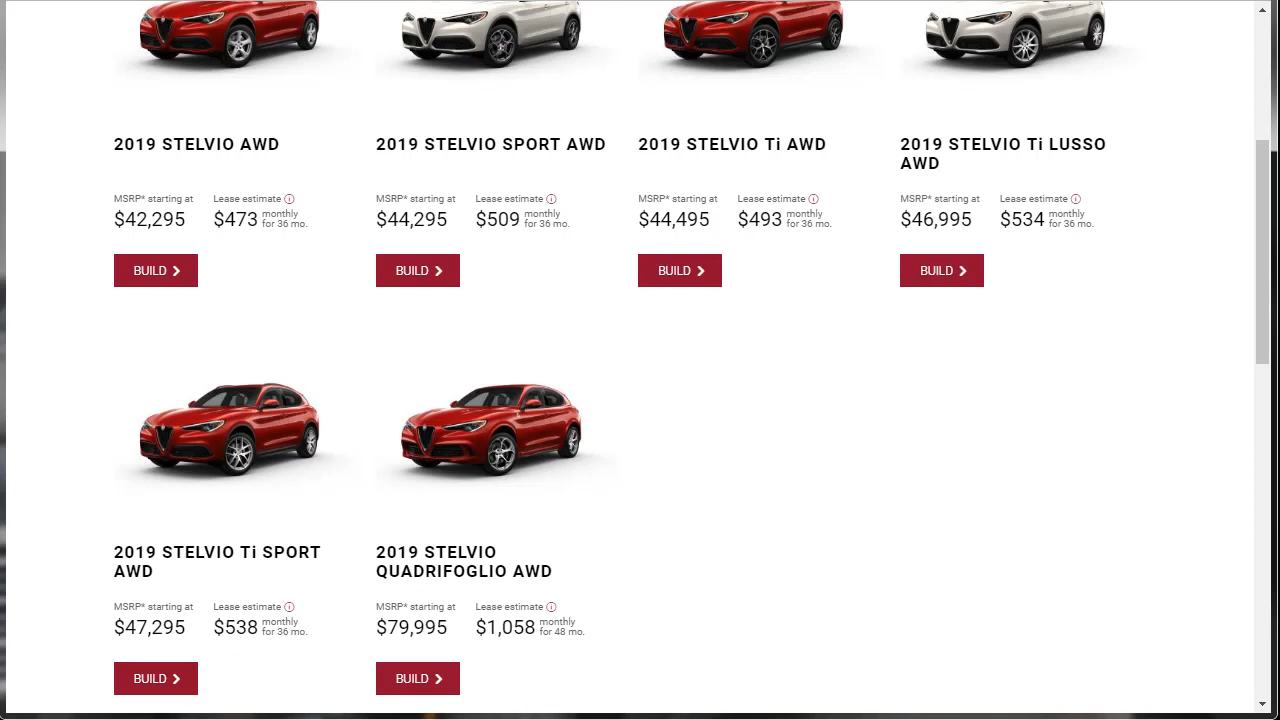 2019 STELVIO AWD
MSRP* starting at Lease estimate
$42,295 $473 monthly
for 36 mo.
BUILD
2019 STELVIO SPORT AWD
MSRP* starting at Lease estimate
$44,295 $509 monthly
for 36 mo.
BUILD
2019 STELVIO Ti AWD
MSRP* starting at Lease estimate
$44,495 $493 monthly
for 36 mo.
BUILD
2019 STELVIO Ti LUSSO
AWD
MSRP* starting at Lease estimate
$46,995 $534 monthly
for 36 mo.
BUILD
2019 STELVIO Ti SPORT
AWD
MSRP* starting at Lease estimate
$47,295 $538 monthly
for 36 mo.
BUILD
2019 STELVIO
QUADRIFOGLIO AWD
MSRP* starting at Lease estimate
$79,995 $1,058 monthly
for 48 mo.
BUILD